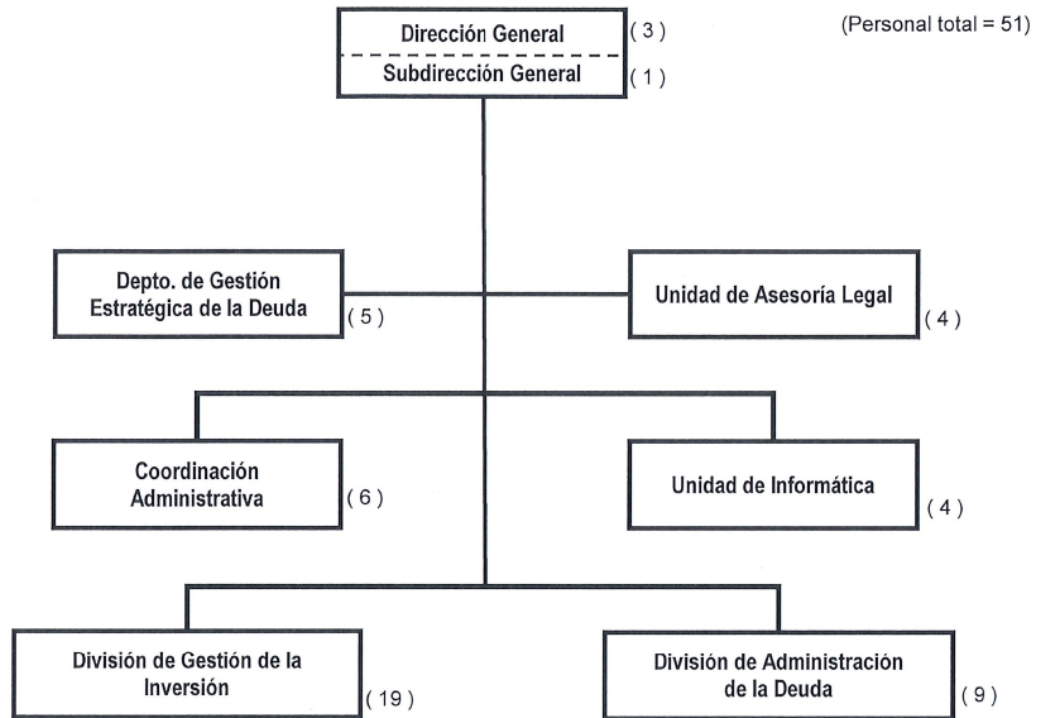 (Personal total = 51)
Dirección General
( 3 )
Subdirección General
( 1 )
Depto. de Gestión
Estratégica de la Deuda
( 5 )
Unidad de Asesoría Legal
( 4 )
Coordinación
Administrativa
( 6 )
Unidad de Informática
( 4 )
División de Gestión de la
Inversión
( 19 )
División de Administración
de la Deuda
( 9 )